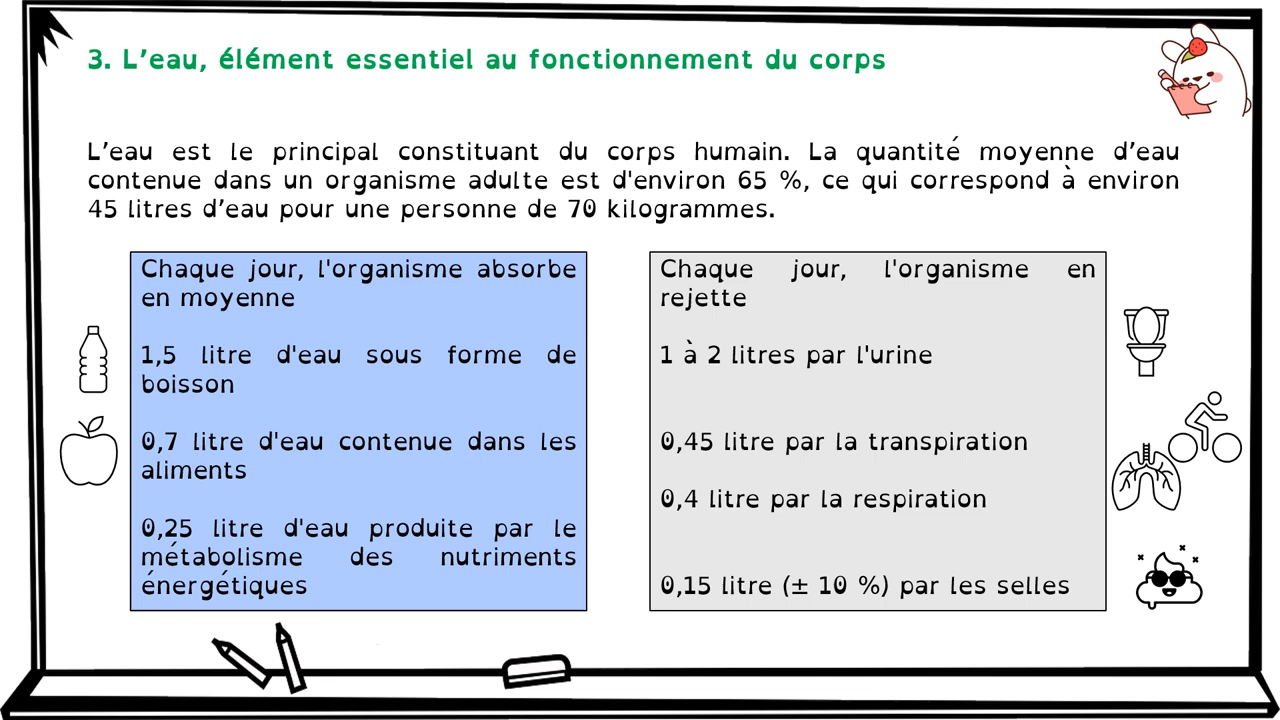 3. L’eau, élément essentiel au fonctionnement du corps
L’eau est le principal constituant du corps humain. La quantité moyenne d’eau
contenue dans un organisme adulte est d'environ 65 %, ce qui correspond à environ
45 litres d’eau pour une personne de 70 kilogrammes.
Chaque jour, l'organisme absorbe
en moyenne
1,5 litre d'eau sous forme de
boisson
0,7 litre d'eau contenue dans les
aliments
0,25 litre d'eau produite par le
métabolisme des nutriments
énergétiques
Chaque jour, l'organisme en
rejette
1 à 2 litres par l'urine
0,45 litre par la transpiration
0,4 litre par la respiration
0,15 litre (± 10 %) par les selles